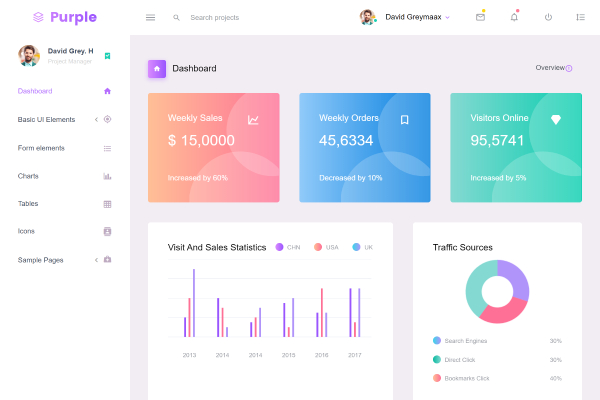 Purple
Search projects
David Greymaax
David Grey. H
Project Manager
Dashboard
Basic UI Elements
Form elements
Charts
Tables
Icons
Sample Pages
Dashboard
Overview
Weekly Sales
$ 15,0000
Increased by 60%
Weekly Orders
45,6334
Decreased by 10%
Visitors Online
95,5741
Increased by 5%
Visit And Sales Statistics
CHN
USA
UK
2013 2014 2014 2015 2016 2017
Traffic Sources
Search Engines 30%
Direct Click 30%
Bookmarks Click 40%